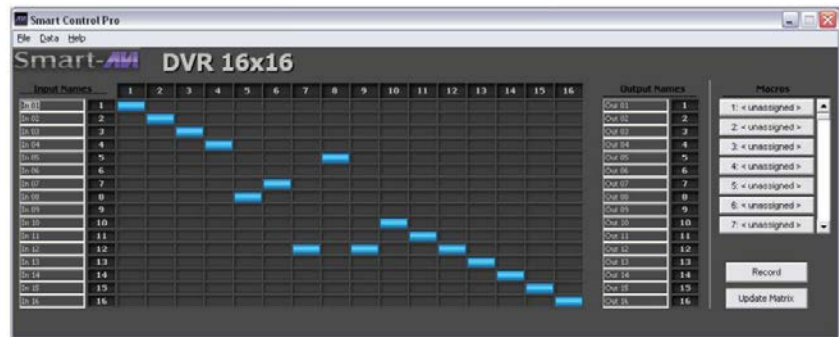 Smart Control Pro
File Data Help
Smart-AVI DVR 16x16
Input Names 1 2 3 4 5 6 7 8 9 10 11 12 13 14 15 16 Output Names Macros
In 01 1 Out 01 1 1: < unassigned >
In 02 2 Out 02 2
In 03 3 Out 03 3 2: < unassigned >
In 04 4 Out 04 4 3: < unassigned >
In 05 5 Out 05 5
In 06 6 Out 06 6 4: < unassigned >
In 07 7 Out 07 7 5: < unassigned >
In 08 8 Out 08 8 6: < unassigned >
In 09 9 Out 09 9
In 10 10 Out 10 10 7: < unassigned >
In 11 11 Out 11 11
In 12 12 Out 12 12
In 13 13 Out 13 13
In 14 14 Out 14 14 Record
In 15 15 Out 15 15
In 16 16 Out 16 16 Update Matrix